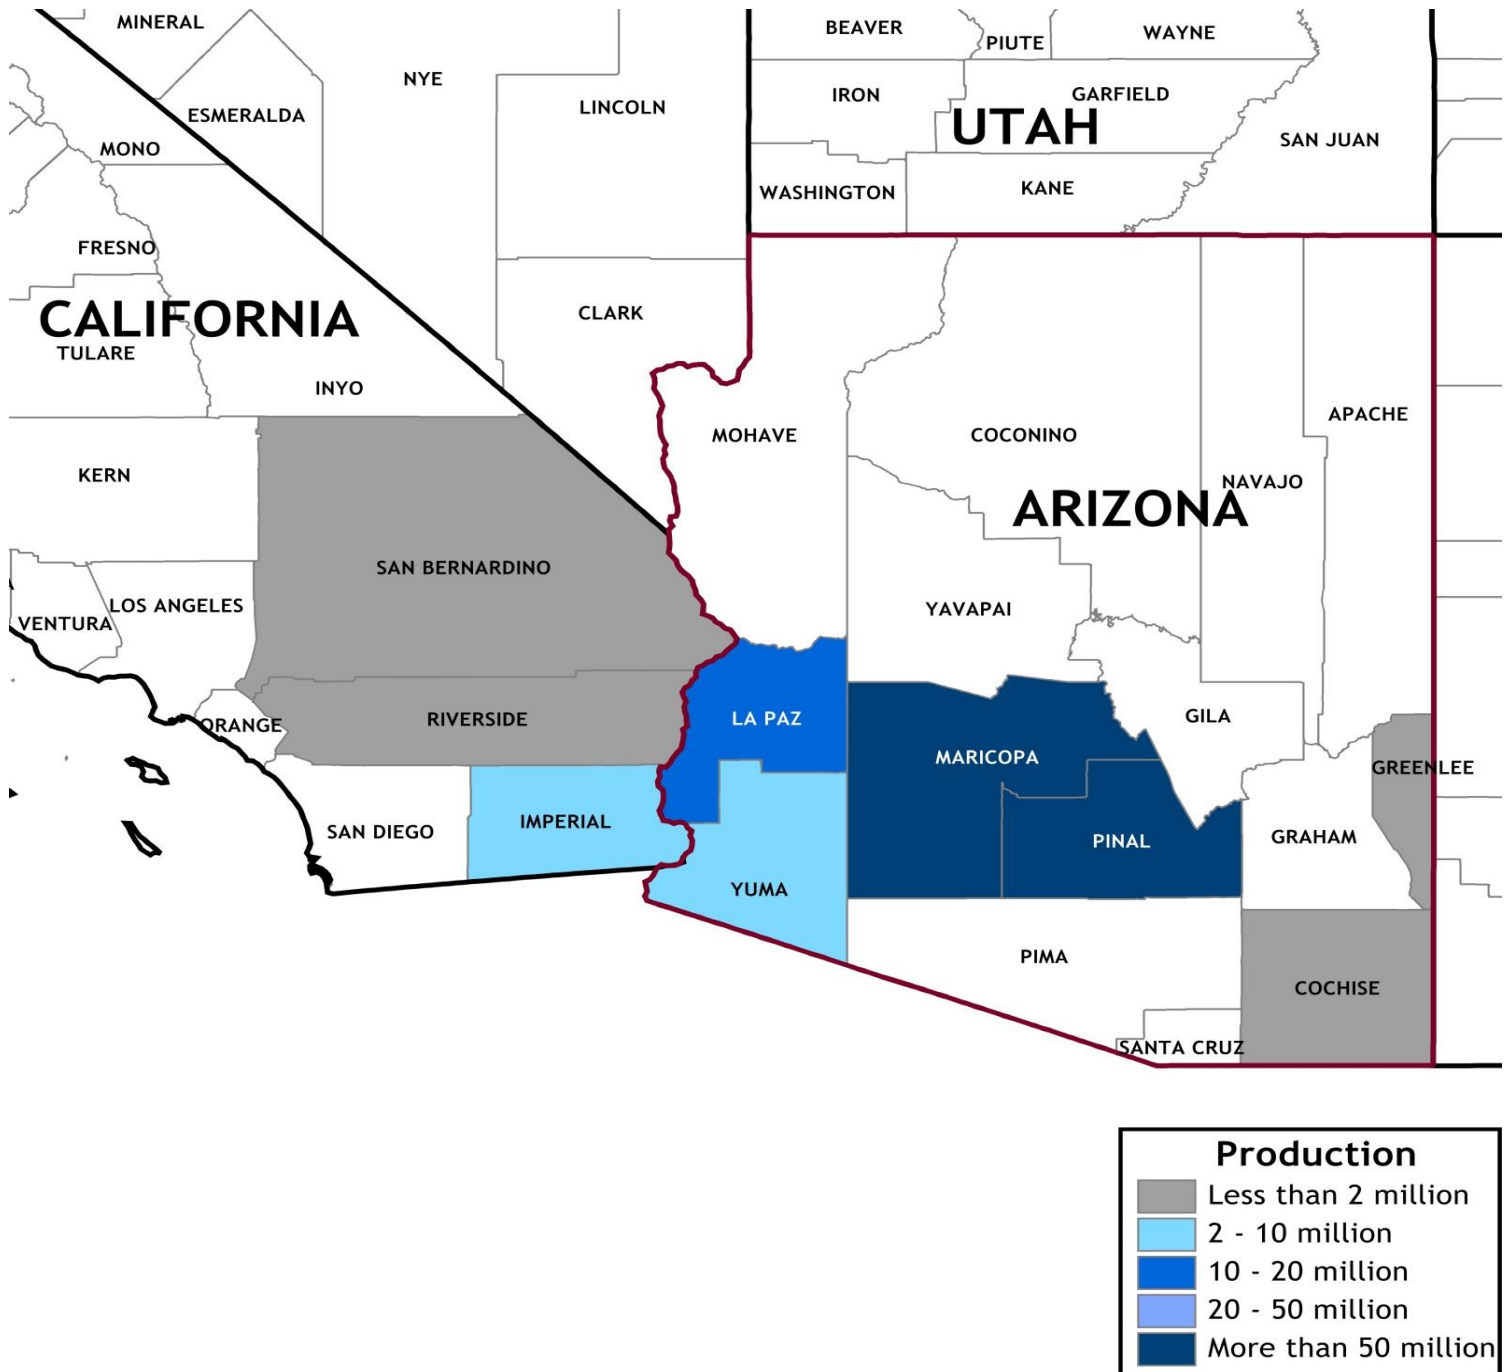 MINERAL
BEAVER
PIUTE
WAYNE
NYE
LINCOLN
IRON
GARFIELD
ESMERALDA
UTAH
MONO
SAN JUAN
WASHINGTON
KANE
FRESNO
CALIFORNIA
CLARK
TULARE
INYO
MOHAVE
COCONINO
APACHE
KERN
NAVAJO
ARIZONA
SAN BERNARDINO
VENTURA
LOS ANGELES
YAVAPAI
ORANGE
RIVERSIDE
LA PAZ
GILA
MARICOPA
GREENLEE
SAN DIEGO
IMPERIAL
PINAL
GRAHAM
YUMA
PIMA
COCHISE
SANTA CRUZ
Production
Less than 2 million
2 - 10 million
10 - 20 million
20 - 50 million
More than 50 million